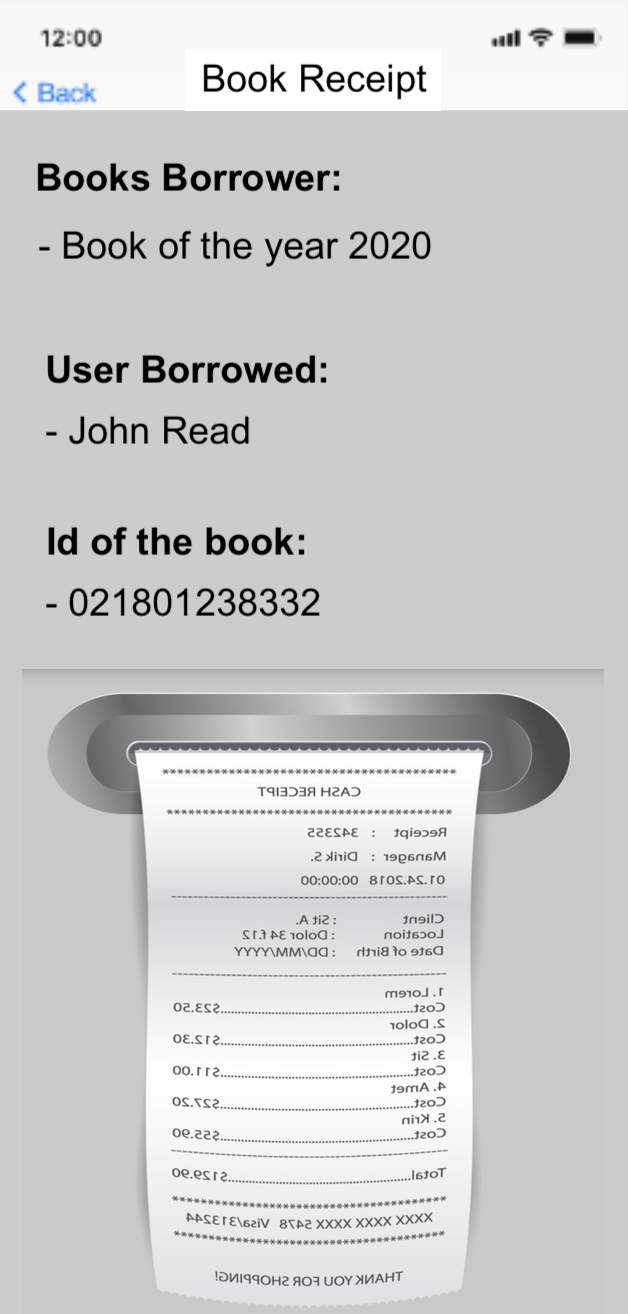 12:00
Back
Book Receipt
Books Borrower:
- Book of the year 2020
User Borrowed:
- John Read
Id of the book:
- 021801238332
****************************************
CASH RECEIPT
****************************************
Receipt : 342355
Manager : Dirik S.
01.24.2018 00:00:00
Client : Sit A.
Location : Dolor 34 f.12
Date of Birth : DD/MM/YYYY
1. Lorem
Cost........................................$23.50
2. Dolor
Cost........................................$12.30
3. Sit
Cost........................................$11.00
4. Amet
Cost........................................$27.20
5. Krin
Cost........................................$55.90
Total........................................$129.90
****************************************
XXXX XXXX XXXX 5478 Visa/313244
****************************************
THANK YOU FOR SHOPPING!